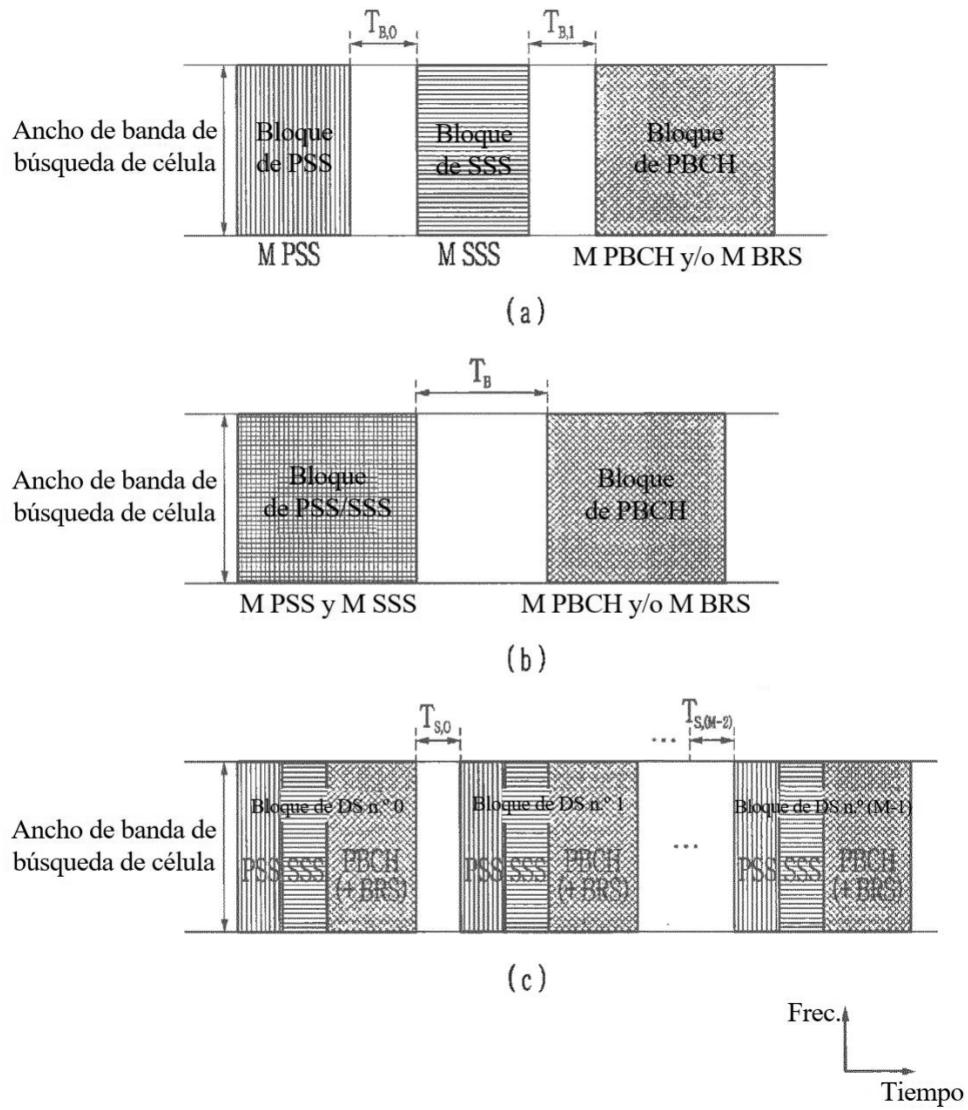 T_B,0 T_B,1
Ancho de banda de
búsqueda de célula
Bloque
de PSS
Bloque
de SSS
Bloque
de PBCH
M PSS M SSS M PBCH y/o M BRS
(a)
T_B
Ancho de banda de
búsqueda de célula
Bloque
de PSS/SSS
Bloque
de PBCH
M PSS y M SSS M PBCH y/o M BRS
(b)
T_S,0 ... T_S,(M-2)
Ancho de banda de
búsqueda de célula
Bloque de DS n.º 0 Bloque de DS n.º 1 Bloque de DS n.º (M-1)
PSS SSS PBCH
(+ BRS)
PSS SSS PBCH
(+ BRS)
...
PSS SSS PBCH
(+ BRS)
(c)
Frec.
Tiempo